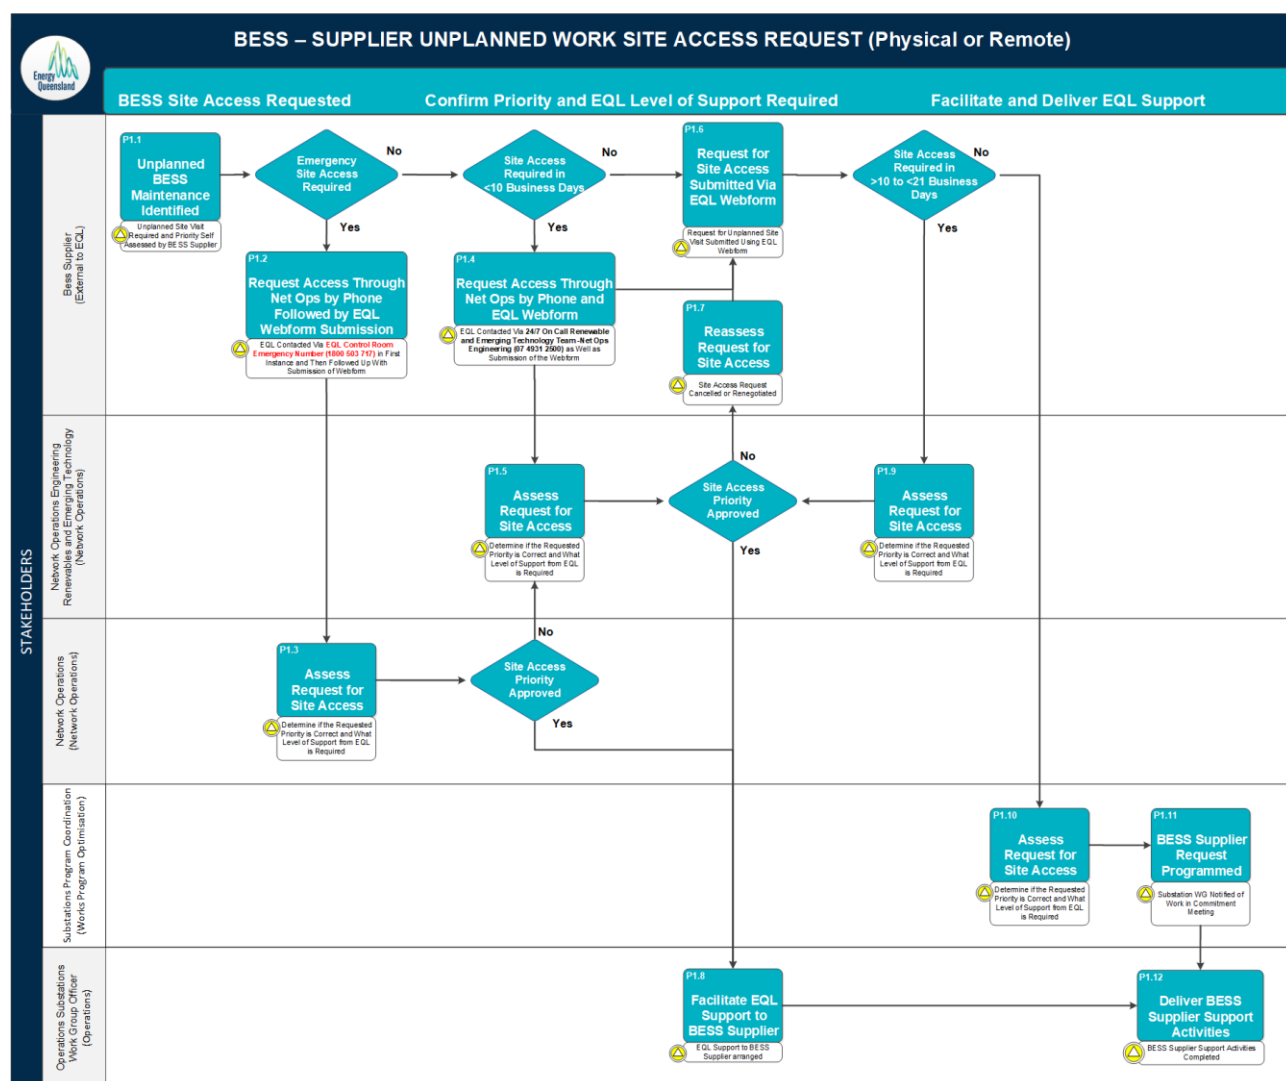 BESS – SUPPLIER UNPLANNED WORK SITE ACCESS REQUEST (Physical or Remote)
Energy
Queensland
BESS Site Access Requested
Confirm Priority and EQL Level of Support Required
Facilitate and Deliver EQL Support
STAKEHOLDERS
Bess Supplier
(External to EQL)
P1.1
Unplanned
BESS
Maintenance
Identified
Unplanned Site Visit
Required and Priority Self
Assessed by BESS Supplier
Emergency
Site Access
Required
No
Yes
P1.2
Request Access Through
Net Ops by Phone
Followed by EQL
Webform Submission
EQL Contacted Via EQL Control Room
Emergency Number (1800 503 717) in First
Instance and Then Followed Up With
Submission of Webform
Site Access
Required in
<10 Business Days
No
Yes
P1.4
Request Access Through
Net Ops by Phone and
EQL Webform
EQL Contacted Via 24/7 On Call Renewable
and Emerging Technology Team -Net Ops
Engineering (07 4931 2500) as Well as
Submission of the Webform
P1.6
Request for
Site Access
Submitted Via
EQL Webform
Request for Unplanned Site
Visit Submitted Using EQL
Webform
P1.7
Reassess
Request for
Site Access
Site Access Request
Cancelled or Renegotiated
Site Access
Required in
>10 to <21 Business
Days
No
Yes
Network Operations Engineering
Renewables and Emerging Technology
(Network Operations)
P1.5
Assess
Request for
Site Access
Determine if the Requested
Priority is Correct and What
Level of Support from EQL
is Required
No
Site Access
Priority
Approved
Yes
P1.9
Assess
Request for
Site Access
Determine if the Requested
Priority is Correct and What
Level of Support from EQL
is Required
Network Operations
(Network Operations)
P1.3
Assess
Request for
Site Access
Determine if the Requested
Priority is Correct and What
Level of Support from EQL
is Required
No
Site Access
Priority
Approved
Yes
Substations Program Coordination
(Works Program Optimisation)
P1.10
Assess
Request for
Site Access
Determine if the Requested
Priority is Correct and What
Level of Support from EQL
is Required
P1.11
BESS Supplier
Request
Programmed
Substation WG Notified of
Work in Commitment
Meeting
Operations Substations
Work Group Officer
(Operations)
P1.8
Facilitate EQL
Support to
BESS Supplier
EQL Support to BESS
Supplier arranged
P1.12
Deliver BESS
Supplier Support
Activities
BESS Supplier Support Activities
Completed